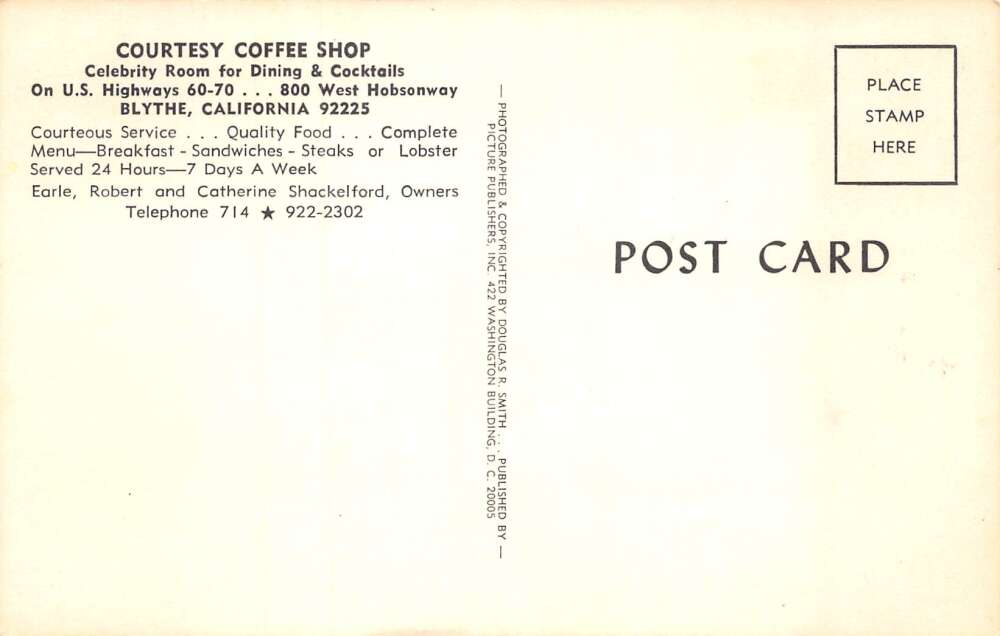 COURTESY COFFEE SHOP
Celebrity Room for Dining & Cocktails
On U.S. Highways 60-70 . . . 800 West Hobsonway
BLYTHE, CALIFORNIA 92225
Courteous Service . . . Quality Food . . . Complete
Menu—Breakfast - Sandwiches - Steaks or Lobster
Served 24 Hours—7 Days A Week
Earle, Robert and Catherine Shackelford, Owners
Telephone 714 ★ 922-2302
— PHOTOGRAPHED & COPYRIGHTED BY DOUGLAS R. SMITH . . . PUBLISHED BY —
PICTURE PUBLISHERS, INC. 422 WASHINGTON BUILDING, D. C. 20005
PLACE
STAMP
HERE
POST CARD